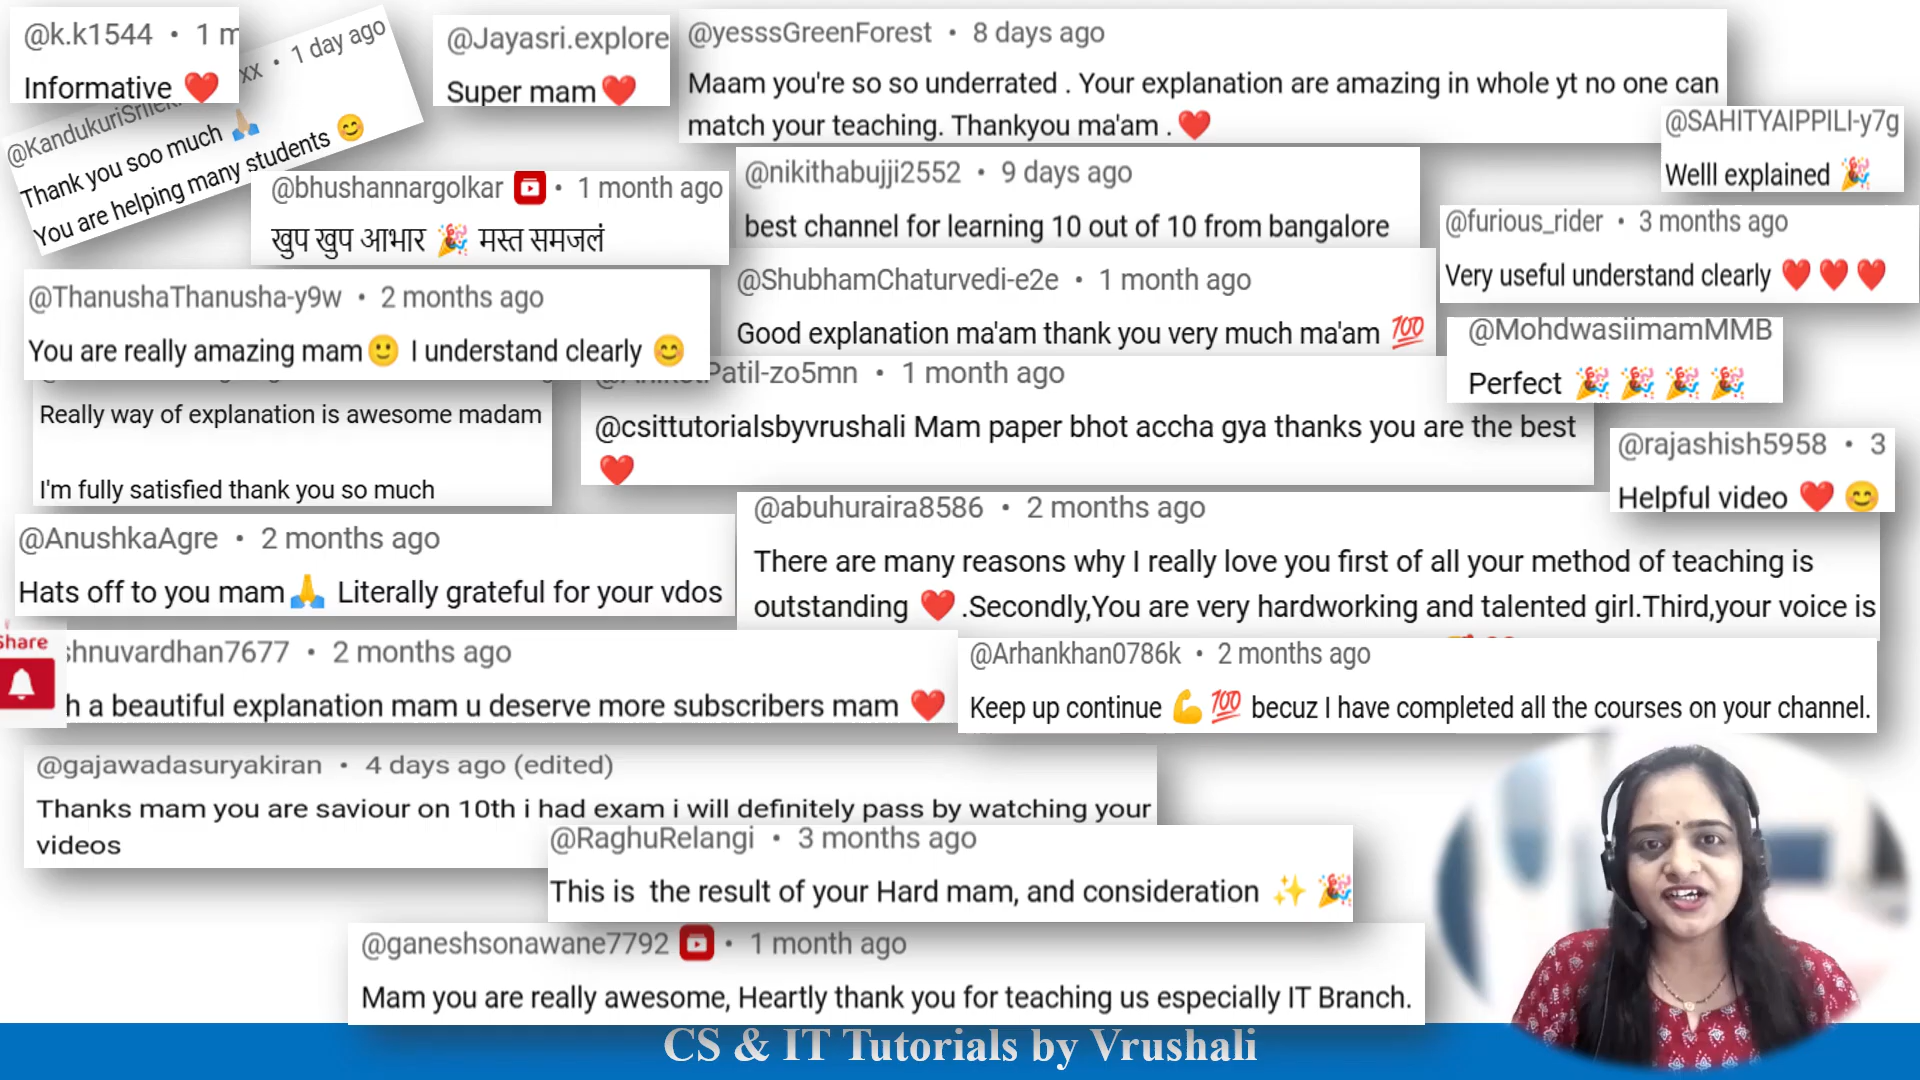 @k.k1544 • 1 m
Informative ❤️
xx • 1 day ago
Thank you soo much 🙏🏼
You are helping many students 😊
@Jayasri.explore
Super mam❤️
@yesssGreenForest • 8 days ago
Maam you're so so underrated . Your explanation are amazing in whole yt no one can
match your teaching. Thankyou ma'am . ❤️
@SAHITYAIPPILI-y7g
Welll explained 🎉
@bhushannargolkar • 1 month ago
खुप खुप आभार 🎉 मस्त समजलं
@nikithabujji2552 • 9 days ago
best channel for learning 10 out of 10 from bangalore
@furious_rider • 3 months ago
Very useful understand clearly ❤️❤️❤️
@ThanushaThanusha-y9w • 2 months ago
You are really amazing mam🙂 I understand clearly 😊
@ShubhamChaturvedi-e2e • 1 month ago
Good explanation ma'am thank you very much ma'am 💯
@MohdwasiimamMMB
Perfect 🎉🎉🎉🎉
Really way of explanation is awesome madam
I'm fully satisfied thank you so much
Patil-zo5mn • 1 month ago
@csittutorialsbyvrushali Mam paper bhot accha gya thanks you are the best
❤️
@rajashish5958 • 3
Helpful video ❤️😊
@AnushkaAgre • 2 months ago
Hats off to you mam🙏 Literally grateful for your vdos
@abuhuraira8586 • 2 months ago
There are many reasons why I really love you first of all your method of teaching is
outstanding ❤️.Secondly,You are very hardworking and talented girl.Third,your voice is
Share
shnuvardhan7677 • 2 months ago
h a beautiful explanation mam u deserve more subscribers mam ❤️
@Arhankhan0786k • 2 months ago
Keep up continue 💪💯 becuz I have completed all the courses on your channel.
@gajawadasuryakiran • 4 days ago (edited)
Thanks mam you are saviour on 10th i had exam i will definitely pass by watching your
videos
@RaghuRelangi • 3 months ago
This is the result of your Hard mam, and consideration ✨🎉
@ganeshsonawane7792 • 1 month ago
Mam you are really awesome, Heartly thank you for teaching us especially IT Branch.
CS & IT Tutorials by Vrushali